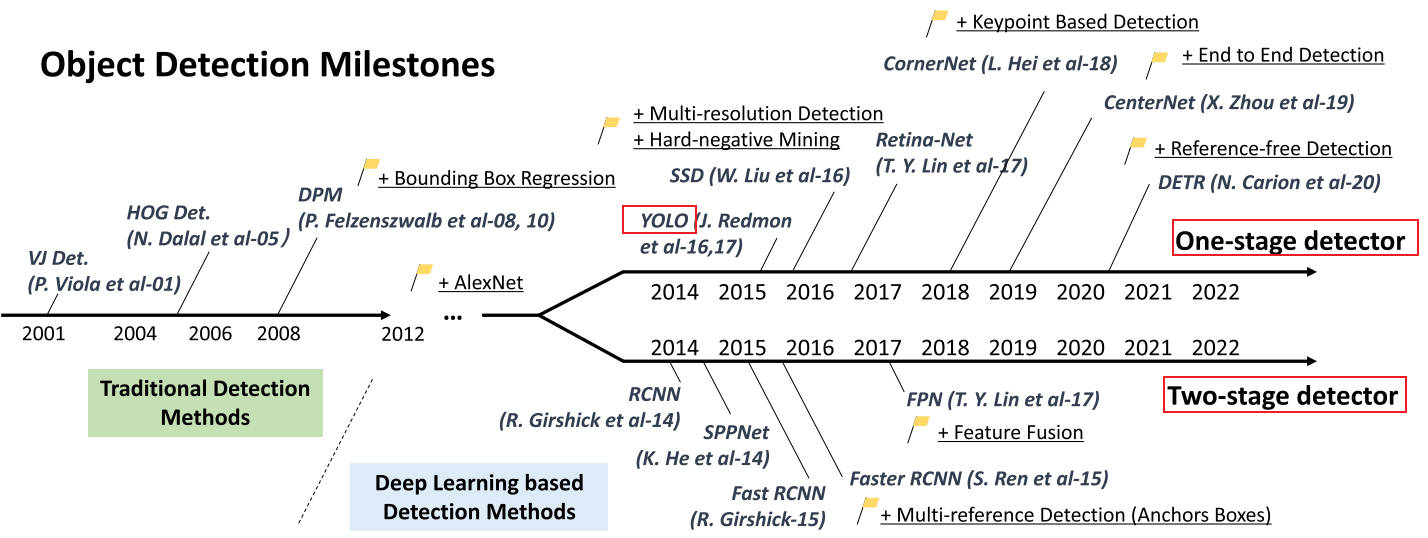 Object Detection Milestones
+ Keypoint Based Detection
CornerNet (L. Hei et al-18)
+ End to End Detection
CenterNet (X. Zhou et al-19)
+ Multi-resolution Detection
+ Hard-negative Mining
SSD (W. Liu et al-16)
Retina-Net
(T. Y. Lin et al-17)
+ Reference-free Detection
DETR (N. Carion et al-20)
+ Bounding Box Regression
DPM
(P. Felzenszwalb et al-08, 10)
HOG Det.
(N. Dalal et al-05)
VJ Det.
(P. Viola et al-01)
YOLO (J. Redmon
et al-16,17)
One-stage detector
+ AlexNet
2014 2015 2016 2017 2018 2019 2020 2021 2022
2001 2004 2006 2008 2012 ...
2014 2015 2016 2017 2018 2019 2020 2021 2022
Two-stage detector
Traditional Detection
Methods
RCNN
(R. Girshick et al-14)
SPPNet
(K. He et al-14)
FPN (T. Y. Lin et al-17)
+ Feature Fusion
Deep Learning based
Detection Methods
Fast RCNN
(R. Girshick-15)
Faster RCNN (S. Ren et al-15)
+ Multi-reference Detection (Anchors Boxes)